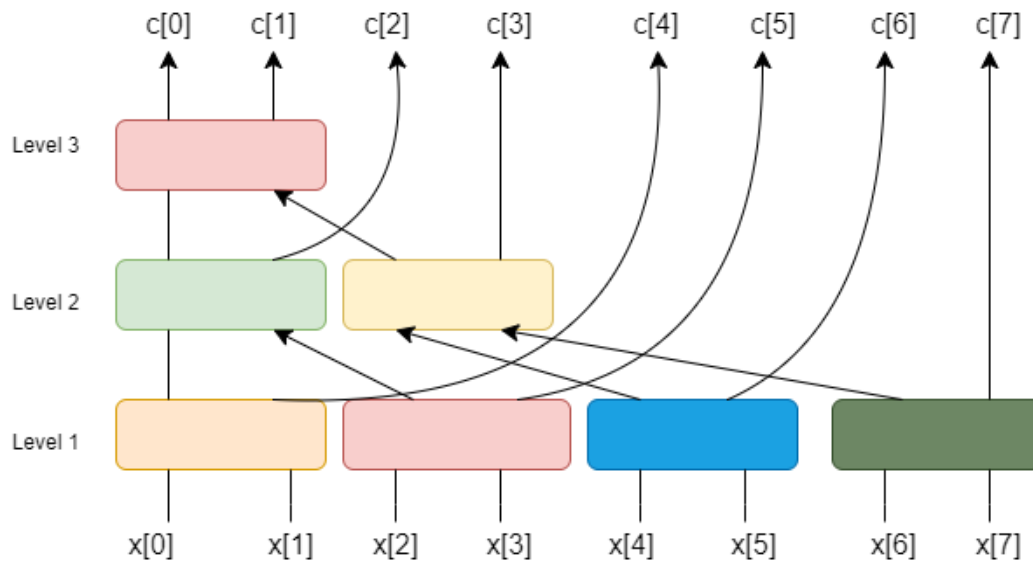 c[0] c[1] c[2] c[3] c[4] c[5] c[6] c[7]
Level 3
Level 2
Level 1
x[0] x[1] x[2] x[3] x[4] x[5] x[6] x[7]